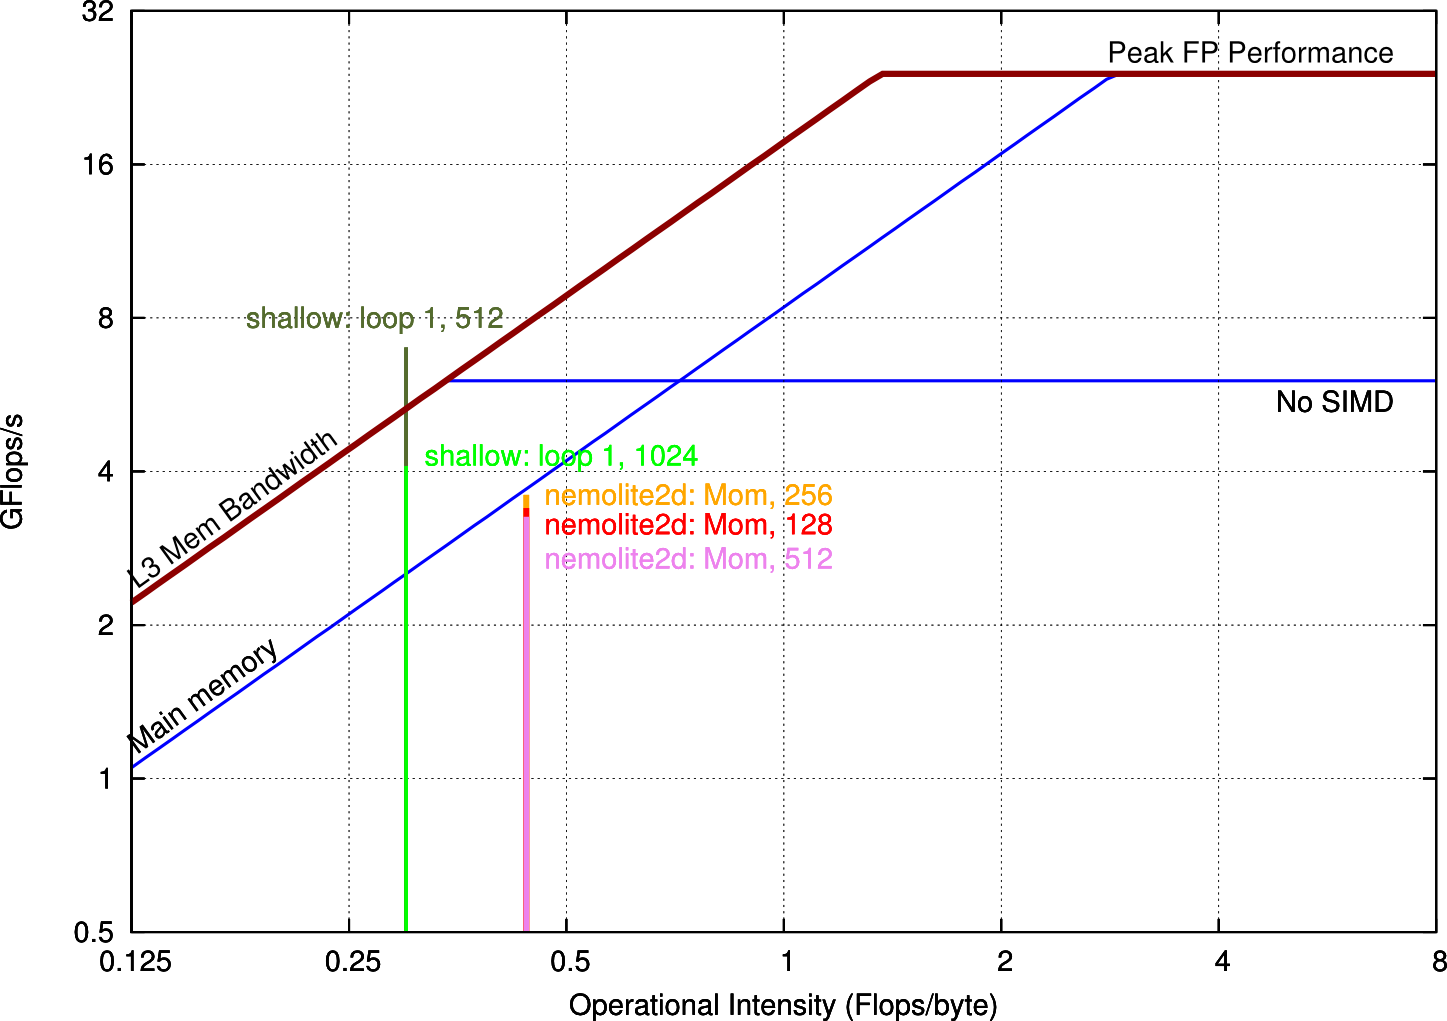 32
Peak FP Performance
16
8
shallow: loop 1, 512
No SIMD
L3 Mem Bandwidth
shallow: loop 1, 1024
4
nemolite2d: Mom, 256
nemolite2d: Mom, 128
nemolite2d: Mom, 512
GFlops/s
2
Main memory
1
0.5
0.125 0.25 0.5 1 2 4 8
Operational Intensity (Flops/byte)